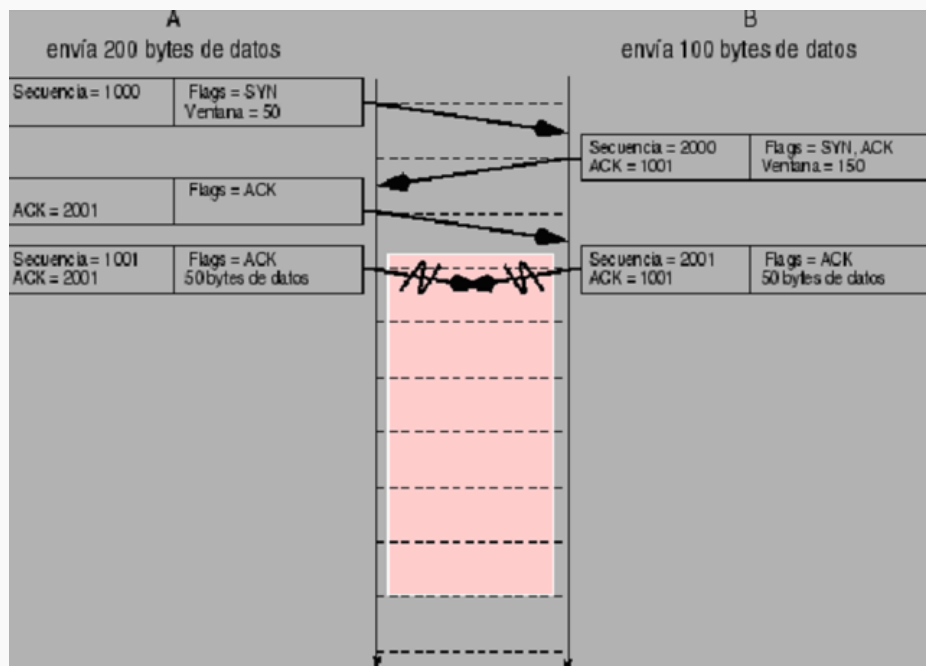 A
envía 200 bytes de datos
B
envía 100 bytes de datos
Secuencia = 1000
Flags = SYN
Ventana = 50
Secuencia = 2000
ACK = 1001
Flags = SYN, ACK
Ventana = 150
Flags = ACK
ACK = 2001
Secuencia = 1001
ACK = 2001
Flags = ACK
50 bytes de datos
Secuencia = 2001
ACK = 1001
Flags = ACK
50 bytes de datos